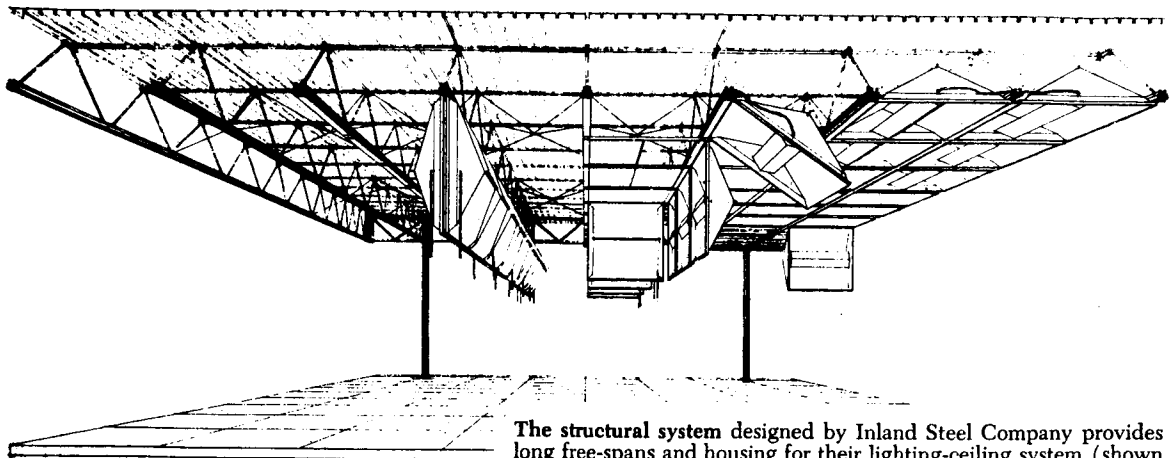 The structural system designed by Inland Steel Company provides
long free-spans and housing for their lighting-ceiling system (shown